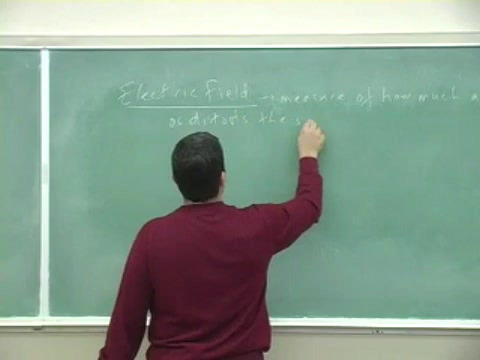 Electric Field → measure of how much a
distorts the s